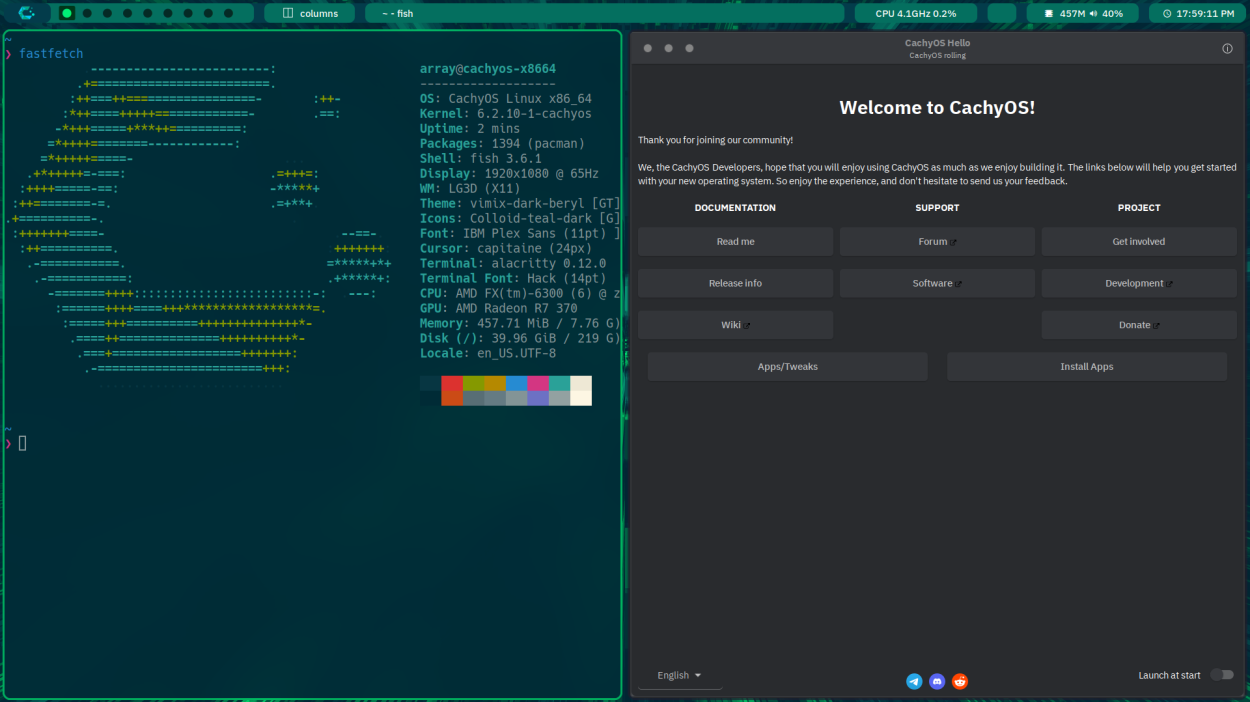 columns
~ - fish
CPU 4.1GHz 0.2%
457M 40%
17:59:11 PM
~
❯ fastfetch
array@cachyos-x8664
-------------------
OS: CachyOS Linux x86_64
Kernel: 6.2.10-1-cachyos
Uptime: 2 mins
Packages: 1394 (pacman)
Shell: fish 3.6.1
Display: 1920x1080 @ 65Hz
WM: LG3D (X11)
Theme: vimix-dark-beryl [GT]
Icons: Colloid-teal-dark [G]
Font: IBM Plex Sans (11pt) ]
Cursor: capitaine (24px)
Terminal: alacritty 0.12.0
Terminal Font: Hack (14pt)
CPU: AMD FX(tm)-6300 (6) @ z
GPU: AMD Radeon R7 370
Memory: 457.71 MiB / 7.76 G)
Disk (/): 39.96 GiB / 219 G)
Locale: en_US.UTF-8
~
❯
CachyOS Hello
CachyOS rolling
Welcome to CachyOS!
Thank you for joining our community!
We, the CachyOS Developers, hope that you will enjoy using CachyOS as much as we enjoy building it. The links below will help you get started
with your new operating system. So enjoy the experience, and don't hesitate to send us your feedback.
DOCUMENTATION SUPPORT PROJECT
Read me Forum Get involved
Release info Software Development
Wiki Donate
Apps/Tweaks Install Apps
English
Launch at start